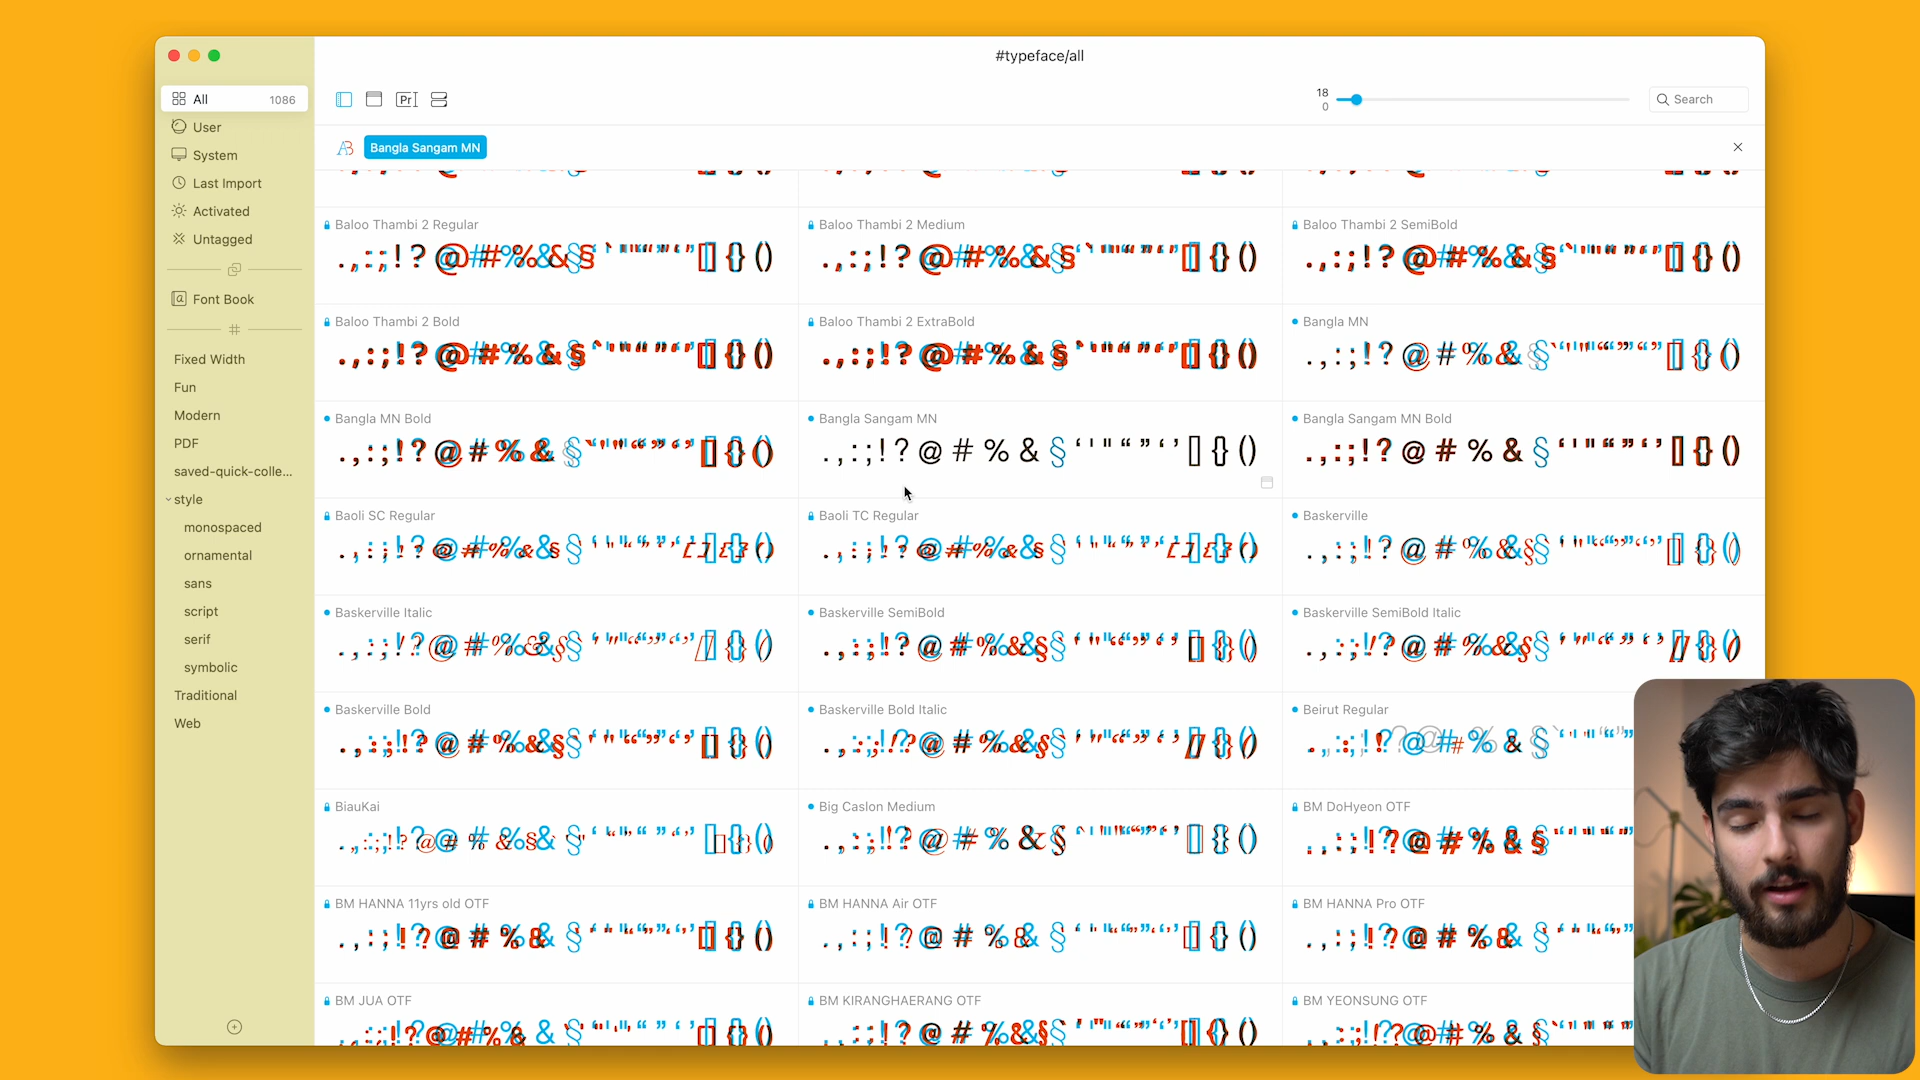 #typeface/all
All 1086
User
System
Last Import
Activated
Untagged
Font Book
Fixed Width
Fun
Modern
PDF
saved-quick-colle...
style
monospaced
ornamental
sans
script
serif
symbolic
Traditional
Web
Pr
18
0
Search
AB Bangla Sangam MN
Baloo Thambi 2 Regular
. , : ; ! ? @ # % & § ‘ ' " “ ” ‘ ’ [] {} ()
Baloo Thambi 2 Medium
. , : ; ! ? @ # % & § ‘ ' " “ ” ‘ ’ [] {} ()
Baloo Thambi 2 SemiBold
. , : ; ! ? @ # % & § ‘ ' " “ ” ‘ ’ [] {} ()
Baloo Thambi 2 Bold
. , : ; ! ? @ # % & § ‘ ' " “ ” ‘ ’ [] {} ()
Baloo Thambi 2 ExtraBold
. , : ; ! ? @ # % & § ‘ ' " “ ” ‘ ’ [] {} ()
Bangla MN
. , : ; ! ? @ # % & § ‘ ' " “ ” ‘ ’ [] {} ()
Bangla MN Bold
. , : ; ! ? @ # % & § ‘ ' " “ ” ‘ ’ [] {} ()
Bangla Sangam MN
. , : ; ! ? @ # % & § ‘ ' " “ ” ‘ ’ [] {} ()
Bangla Sangam MN Bold
. , : ; ! ? @ # % & § ‘ ' " “ ” ‘ ’ [] {} ()
Baoli SC Regular
. , : ; ! ? @ # % & § ‘ ' " “ ” ‘ ’ [] {} ()
Baoli TC Regular
. , : ; ! ? @ # % & § ‘ ' " “ ” ‘ ’ [] {} ()
Baskerville
. , : ; ! ? @ # % & § ‘ ' " “ ” ‘ ’ [] {} ()
Baskerville Italic
. , : ; ! ? @ # % & § ‘ ' " “ ” ‘ ’ [] {} ()
Baskerville SemiBold
. , : ; ! ? @ # % & § ‘ ' " “ ” ‘ ’ [] {} ()
Baskerville SemiBold Italic
. , : ; ! ? @ # % & § ‘ ' " “ ” ‘ ’ [] {} ()
Baskerville Bold
. , : ; ! ? @ # % & § ‘ ' " “ ” ‘ ’ [] {} ()
Baskerville Bold Italic
. , : ; ! ? @ # % & § ‘ ' " “ ” ‘ ’ [] {} ()
Beirut Regular
. , : ; ! ? @ # % & § ‘ ' " “ ”
BiauKai
. , : ; ! ? @ # % & § ‘ ' " “ ” ‘ ’ [] {} ()
Big Caslon Medium
. , : ; ! ? @ # % & § ‘ ' " “ ” ‘ ’ [] {} ()
BM DoHyeon OTF
. , : ; ! ? @ # % & § ‘ ' " “ ”
BM HANNA 11yrs old OTF
. , : ; ! ? @ # % & § ‘ ' " “ ” ‘ ’ [] {} ()
BM HANNA Air OTF
. , : ; ! ? @ # % & § ‘ ' " “ ” ‘ ’ [] {} ()
BM HANNA Pro OTF
. , : ; ! ? @ # % & § ‘ ' " “ ”
BM JUA OTF
. , : ; ! ? @ # % & § ‘ ' " “ ” ‘ ’ [] {} ()
BM KIRANGHAERANG OTF
. , : ; ! ? @ # % & § ‘ ' " “ ” ‘ ’ [] {} ()
BM YEONSUNG OTF
. , : ; ! ? @ # % & § ‘ ' " “ ”